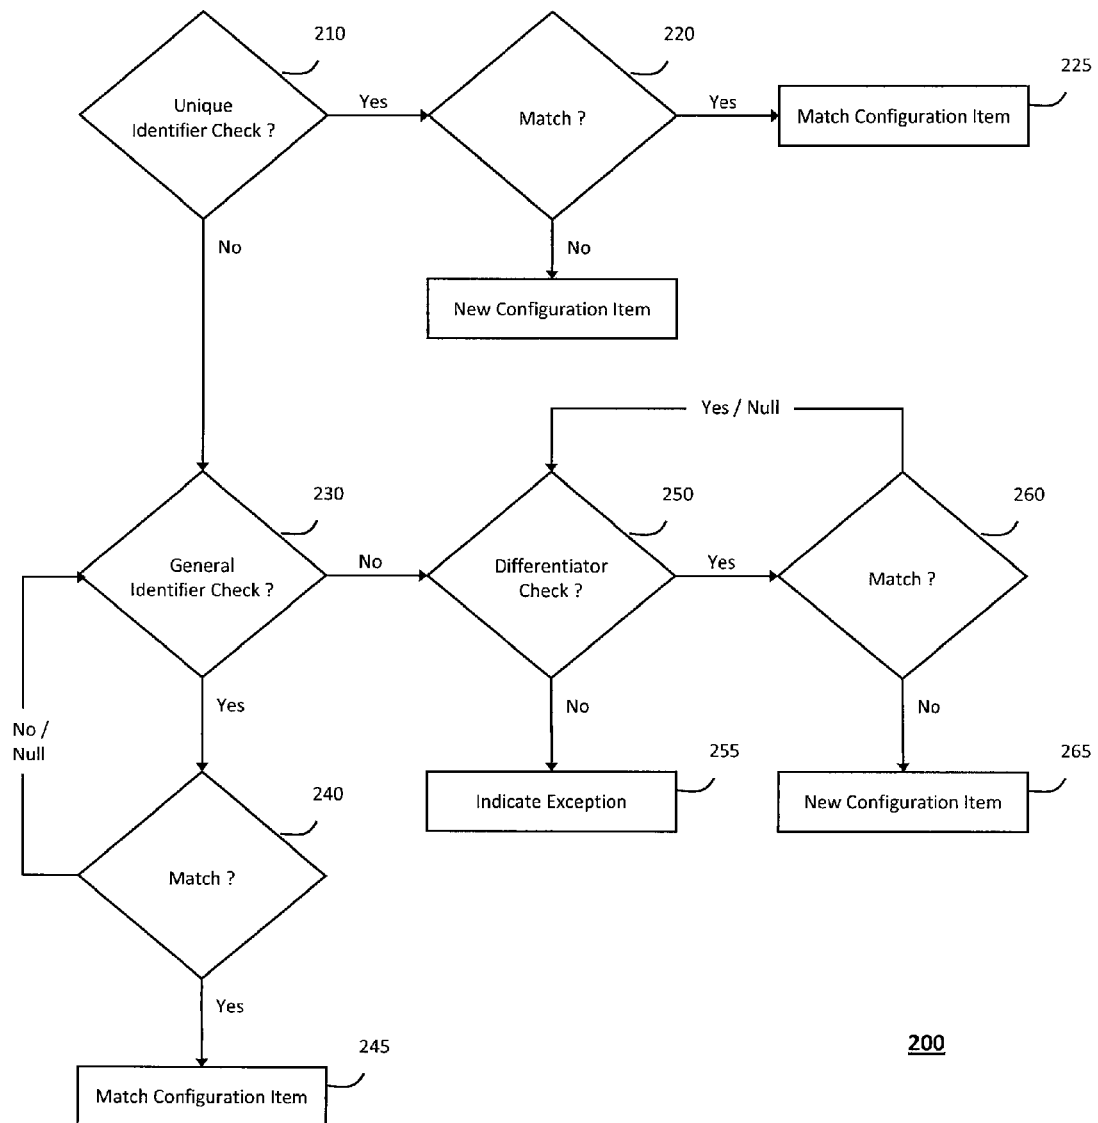 210
220
225
Unique
Identifier Check ?
Yes
Match ?
Yes
Match Configuration Item
No
No
New Configuration Item
Yes / Null
230
250
260
General
Identifier Check ?
No
Differentiator
Check ?
Yes
Match ?
Yes
No
No
No /
Null
255
265
240
Indicate Exception
New Configuration Item
Match ?
Yes
245
200
Match Configuration Item